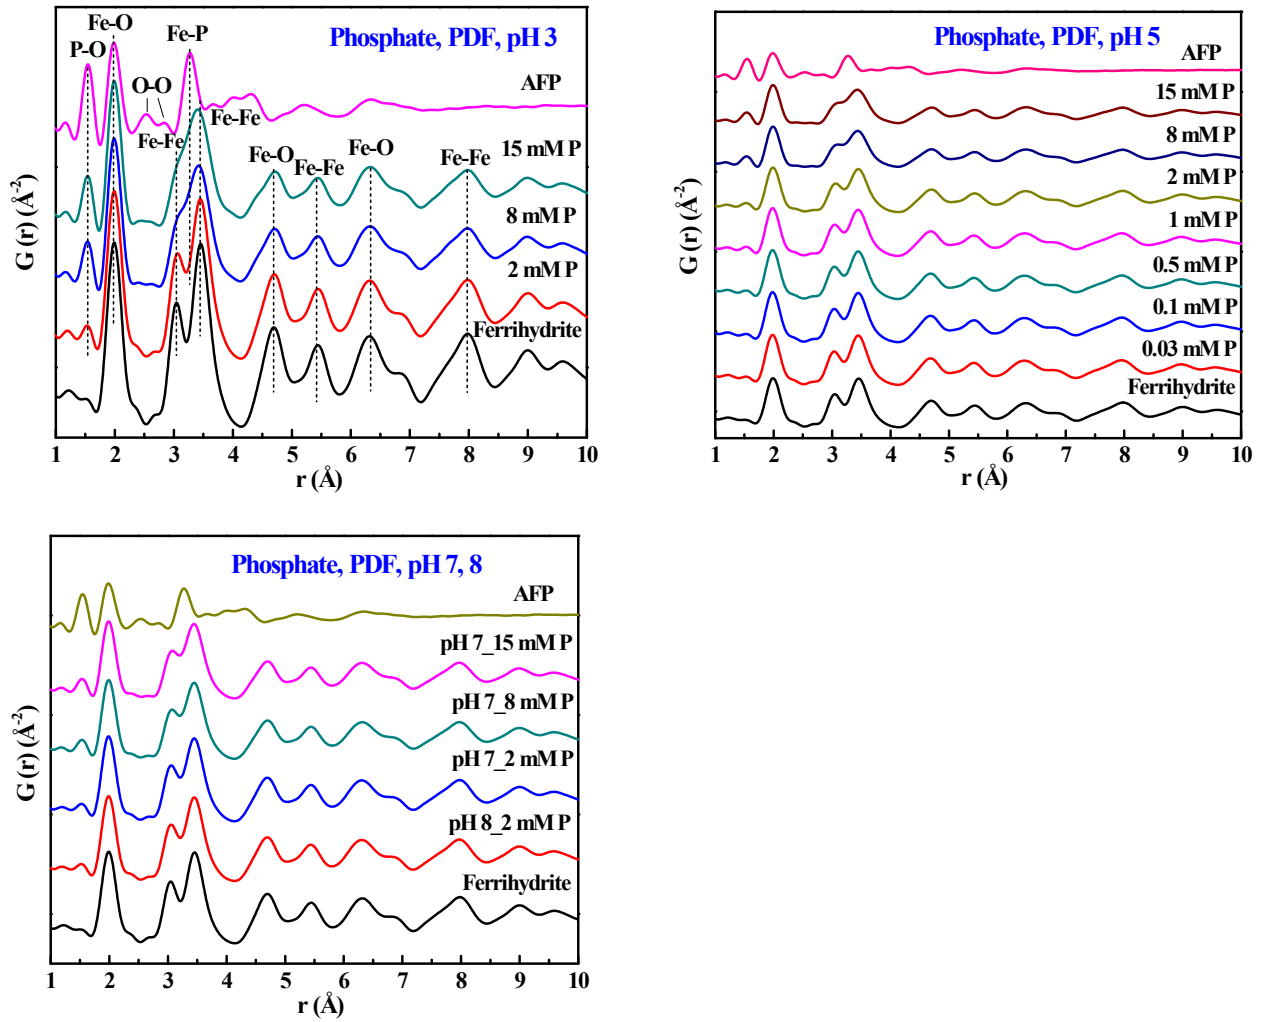 Phosphate, PDF, pH 3
Fe-O
Fe-P
P-O
O-O
AFP
Fe-Fe
Fe-Fe
15 mM P
Fe-O
Fe-Fe
Fe-O
Fe-Fe
8 mM P
2 mM P
Ferrihydrite
G (r) (Å-2)
1 2 3 4 5 6 7 8 9 10
r (Å)
Phosphate, PDF, pH 5
AFP
15 mM P
8 mM P
2 mM P
1 mM P
0.5 mM P
0.1 mM P
0.03 mM P
Ferrihydrite
G (r) (Å-2)
1 2 3 4 5 6 7 8 9 10
r (Å)
Phosphate, PDF, pH 7, 8
AFP
pH 7_15 mM P
pH 7_8 mM P
pH 7_2 mM P
pH 8_2 mM P
Ferrihydrite
G (r) (Å-2)
1 2 3 4 5 6 7 8 9 10
r (Å)